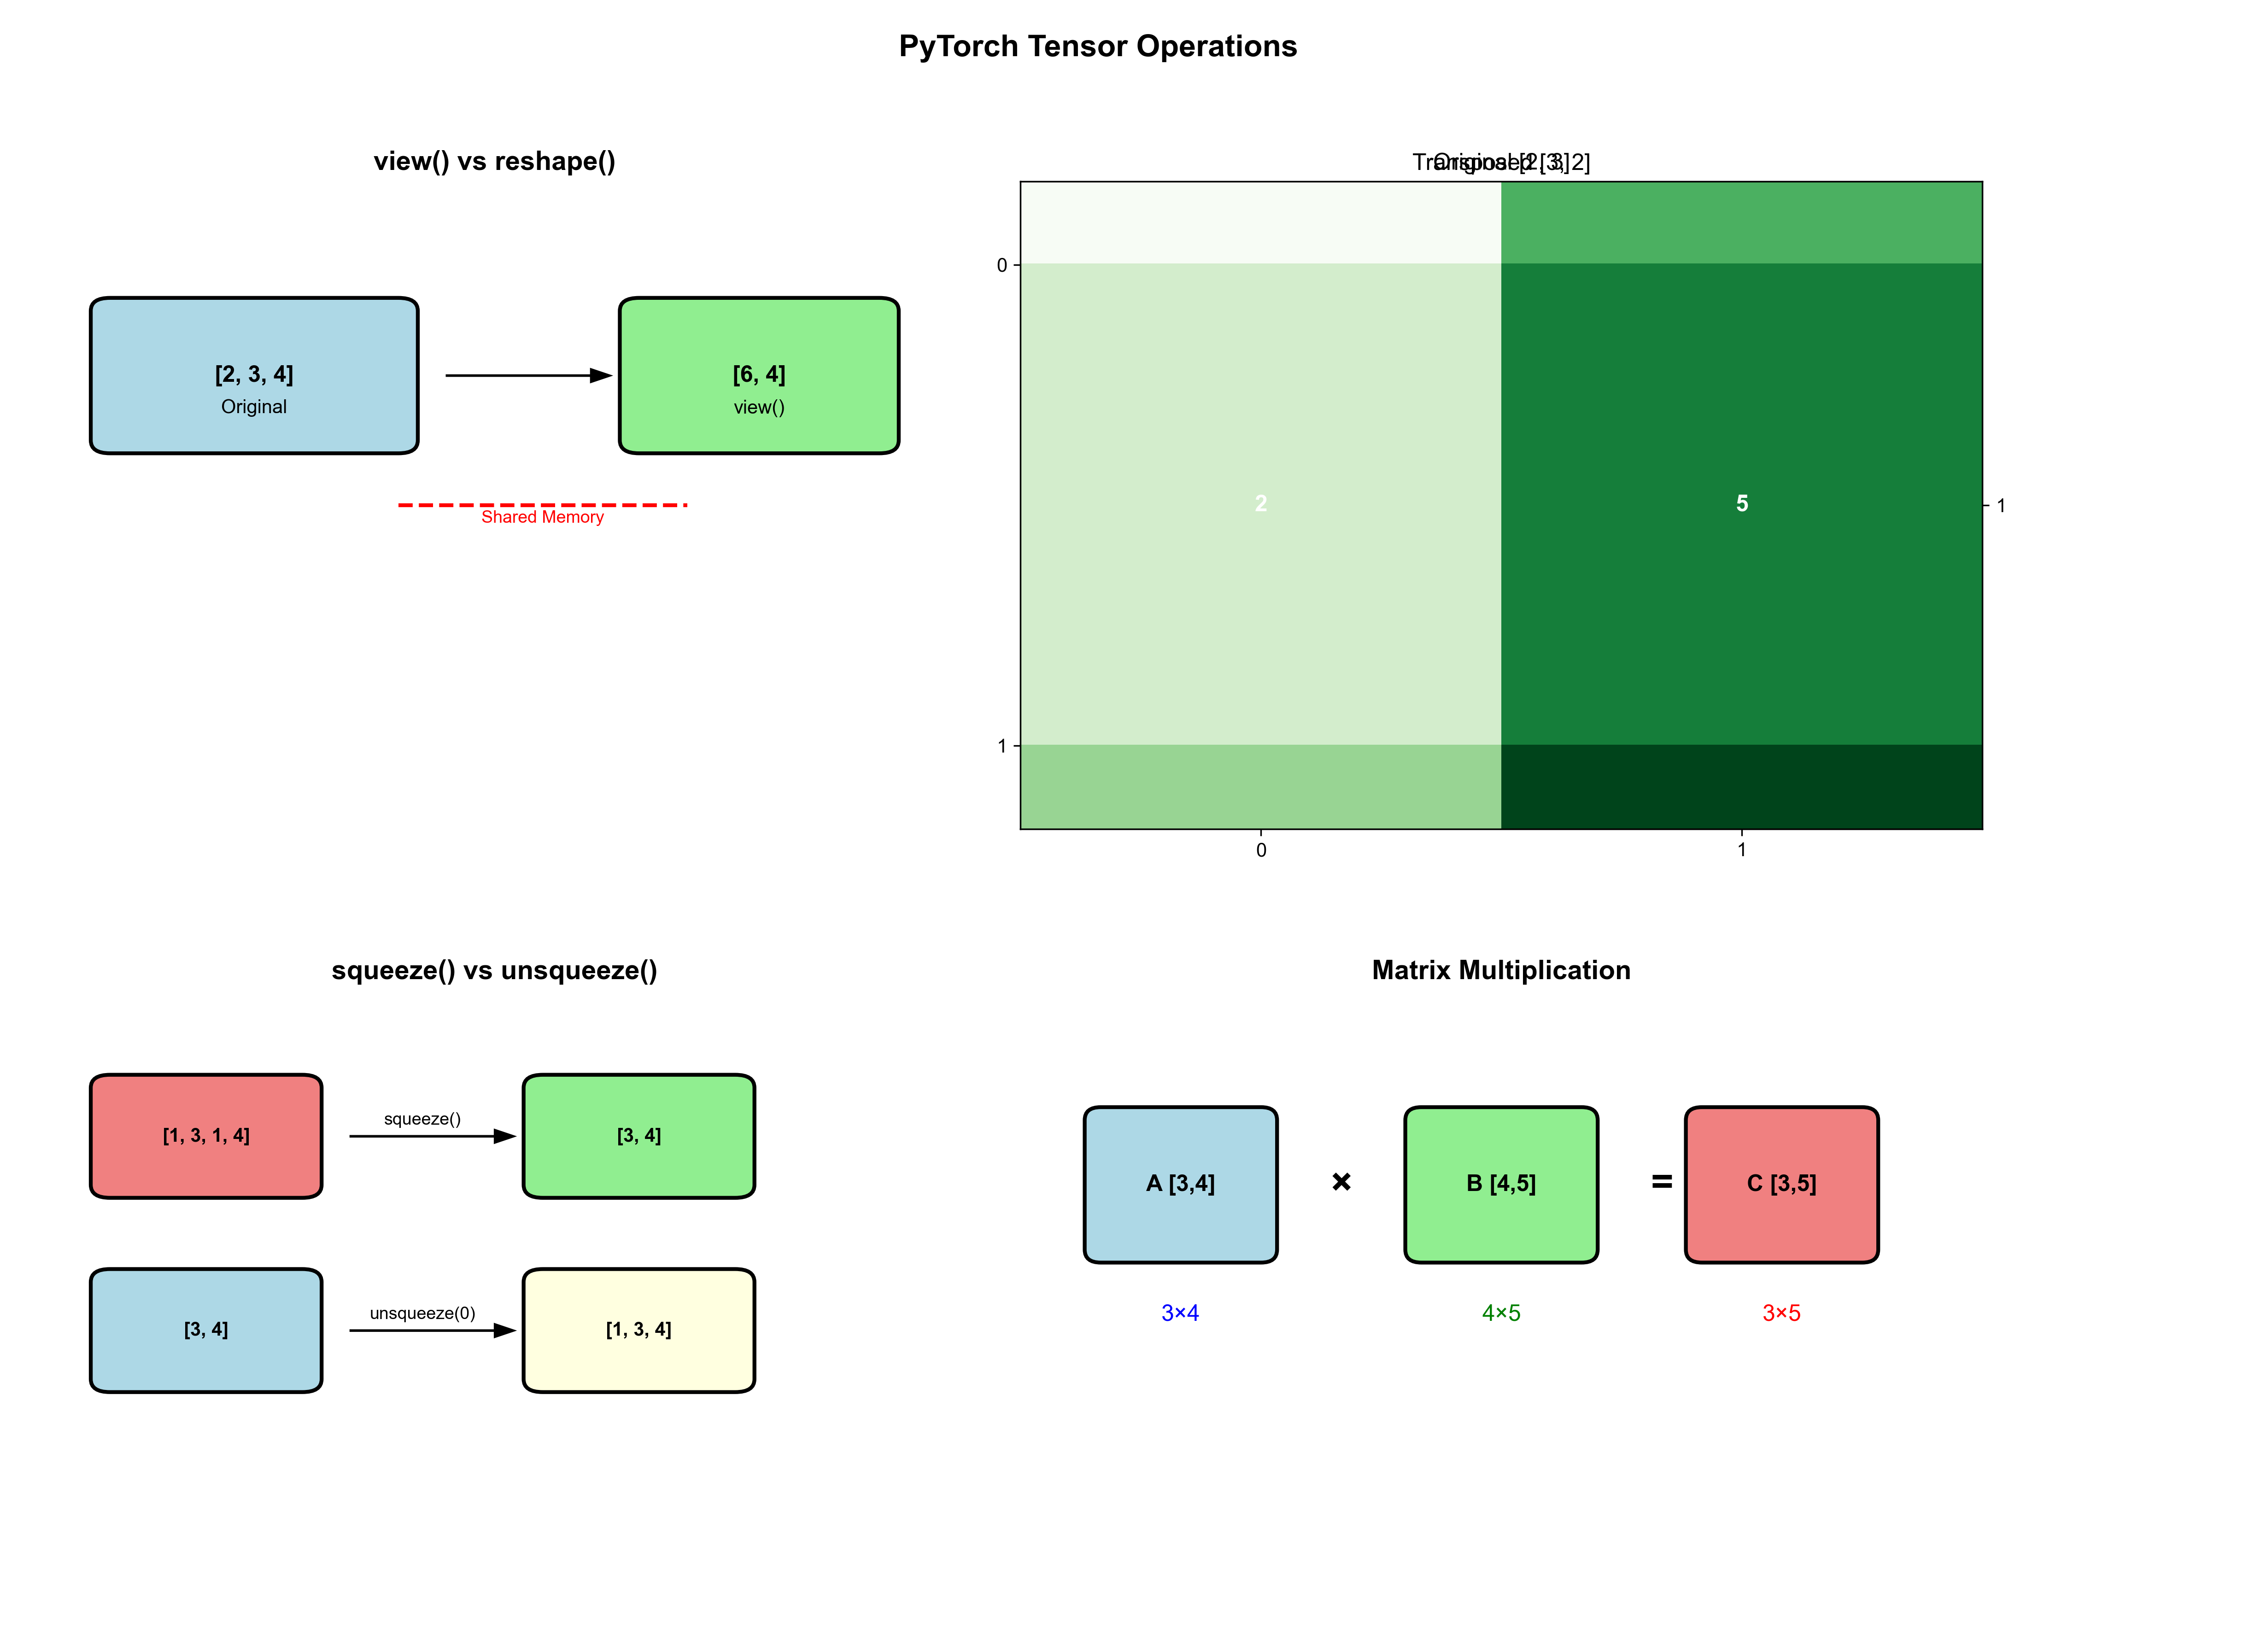 PyTorch Tensor Operations
view() vs reshape()
[2, 3, 4]
Original
[6, 4]
view()
Shared Memory
Original [2, 3]
Transposed [3, 2]
0
2
5
1
1
0
1
squeeze() vs unsqueeze()
[1, 3, 1, 4]
squeeze()
[3, 4]
[3, 4]
unsqueeze(0)
[1, 3, 4]
Matrix Multiplication
A [3,4]
×
B [4,5]
=
C [3,5]
3×4
4×5
3×5